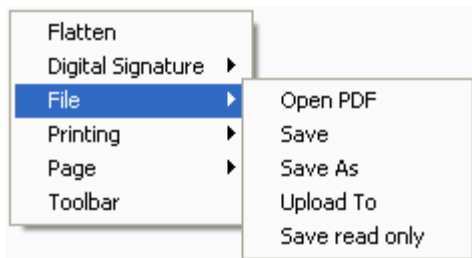 Flatten
Digital Signature
File
Printing
Page
Toolbar
Open PDF
Save
Save As
Upload To
Save read only